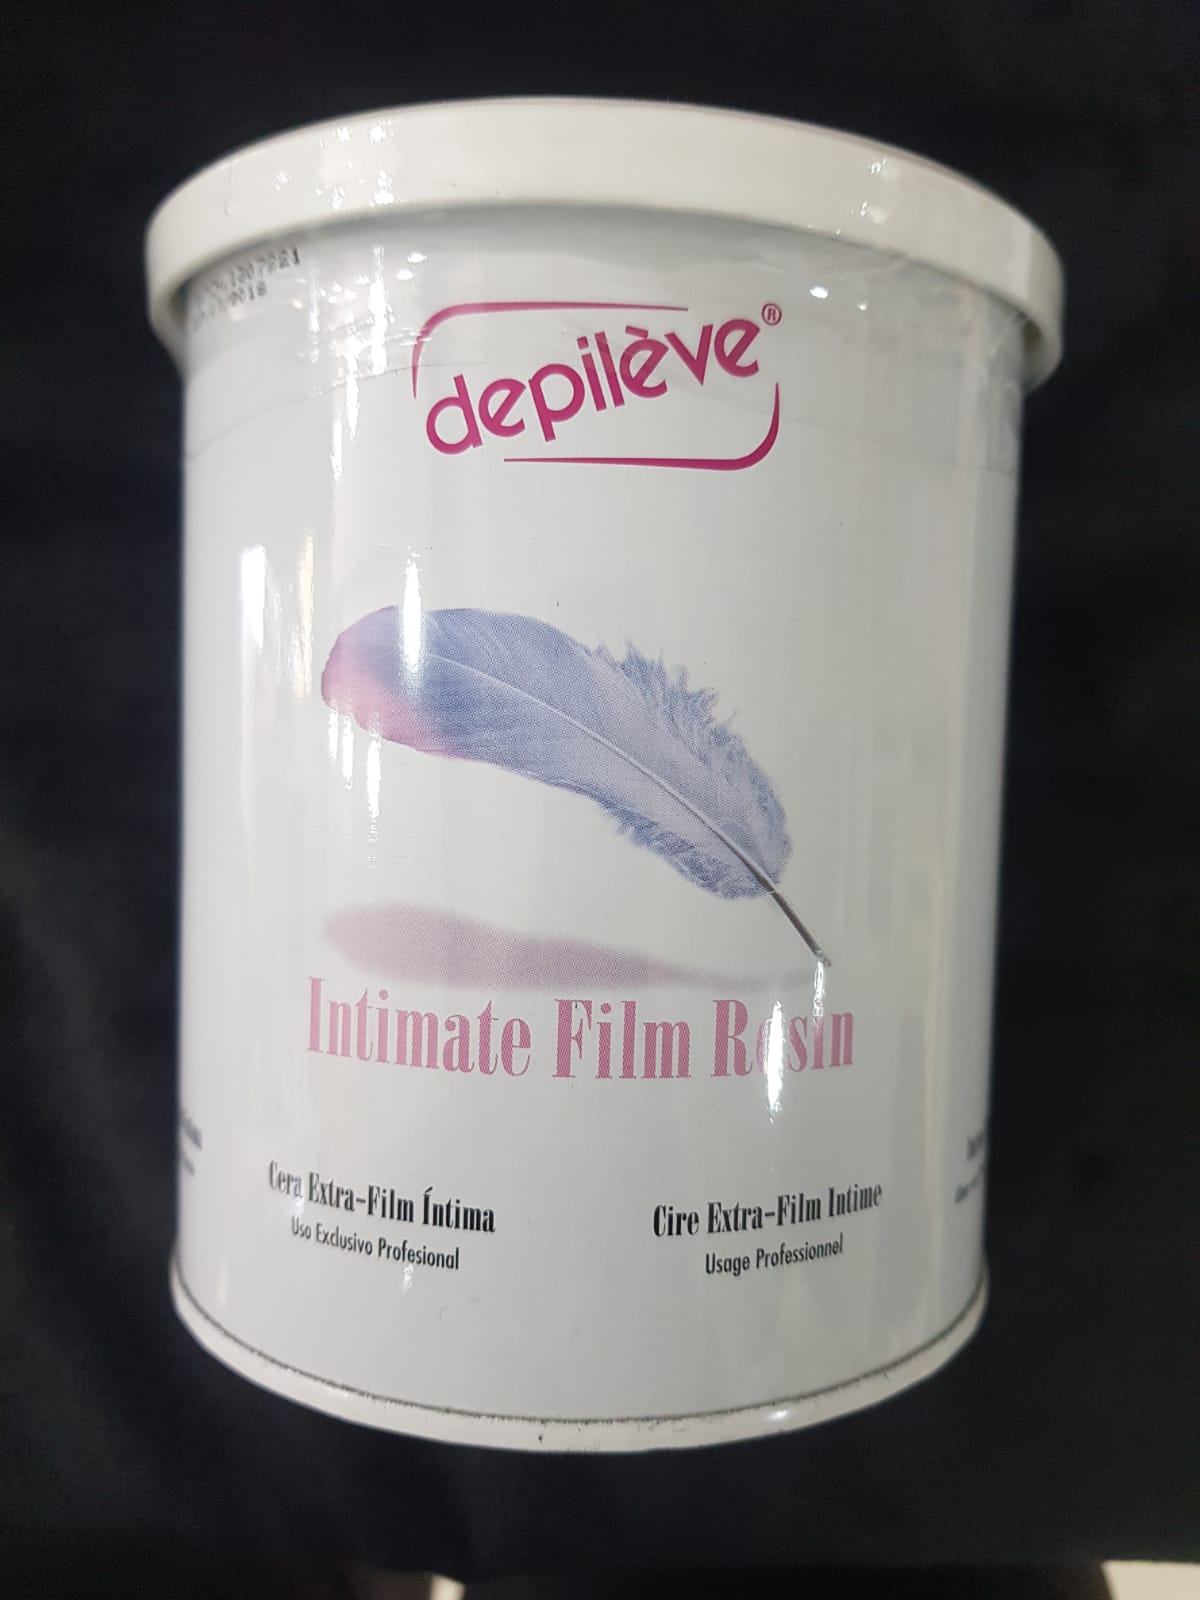 depilève®
Intimate Film Resin
Cera Extra-Film Íntima
Uso Exclusivo Profesional
Cire Extra-Film Intime
Usage Professionnel